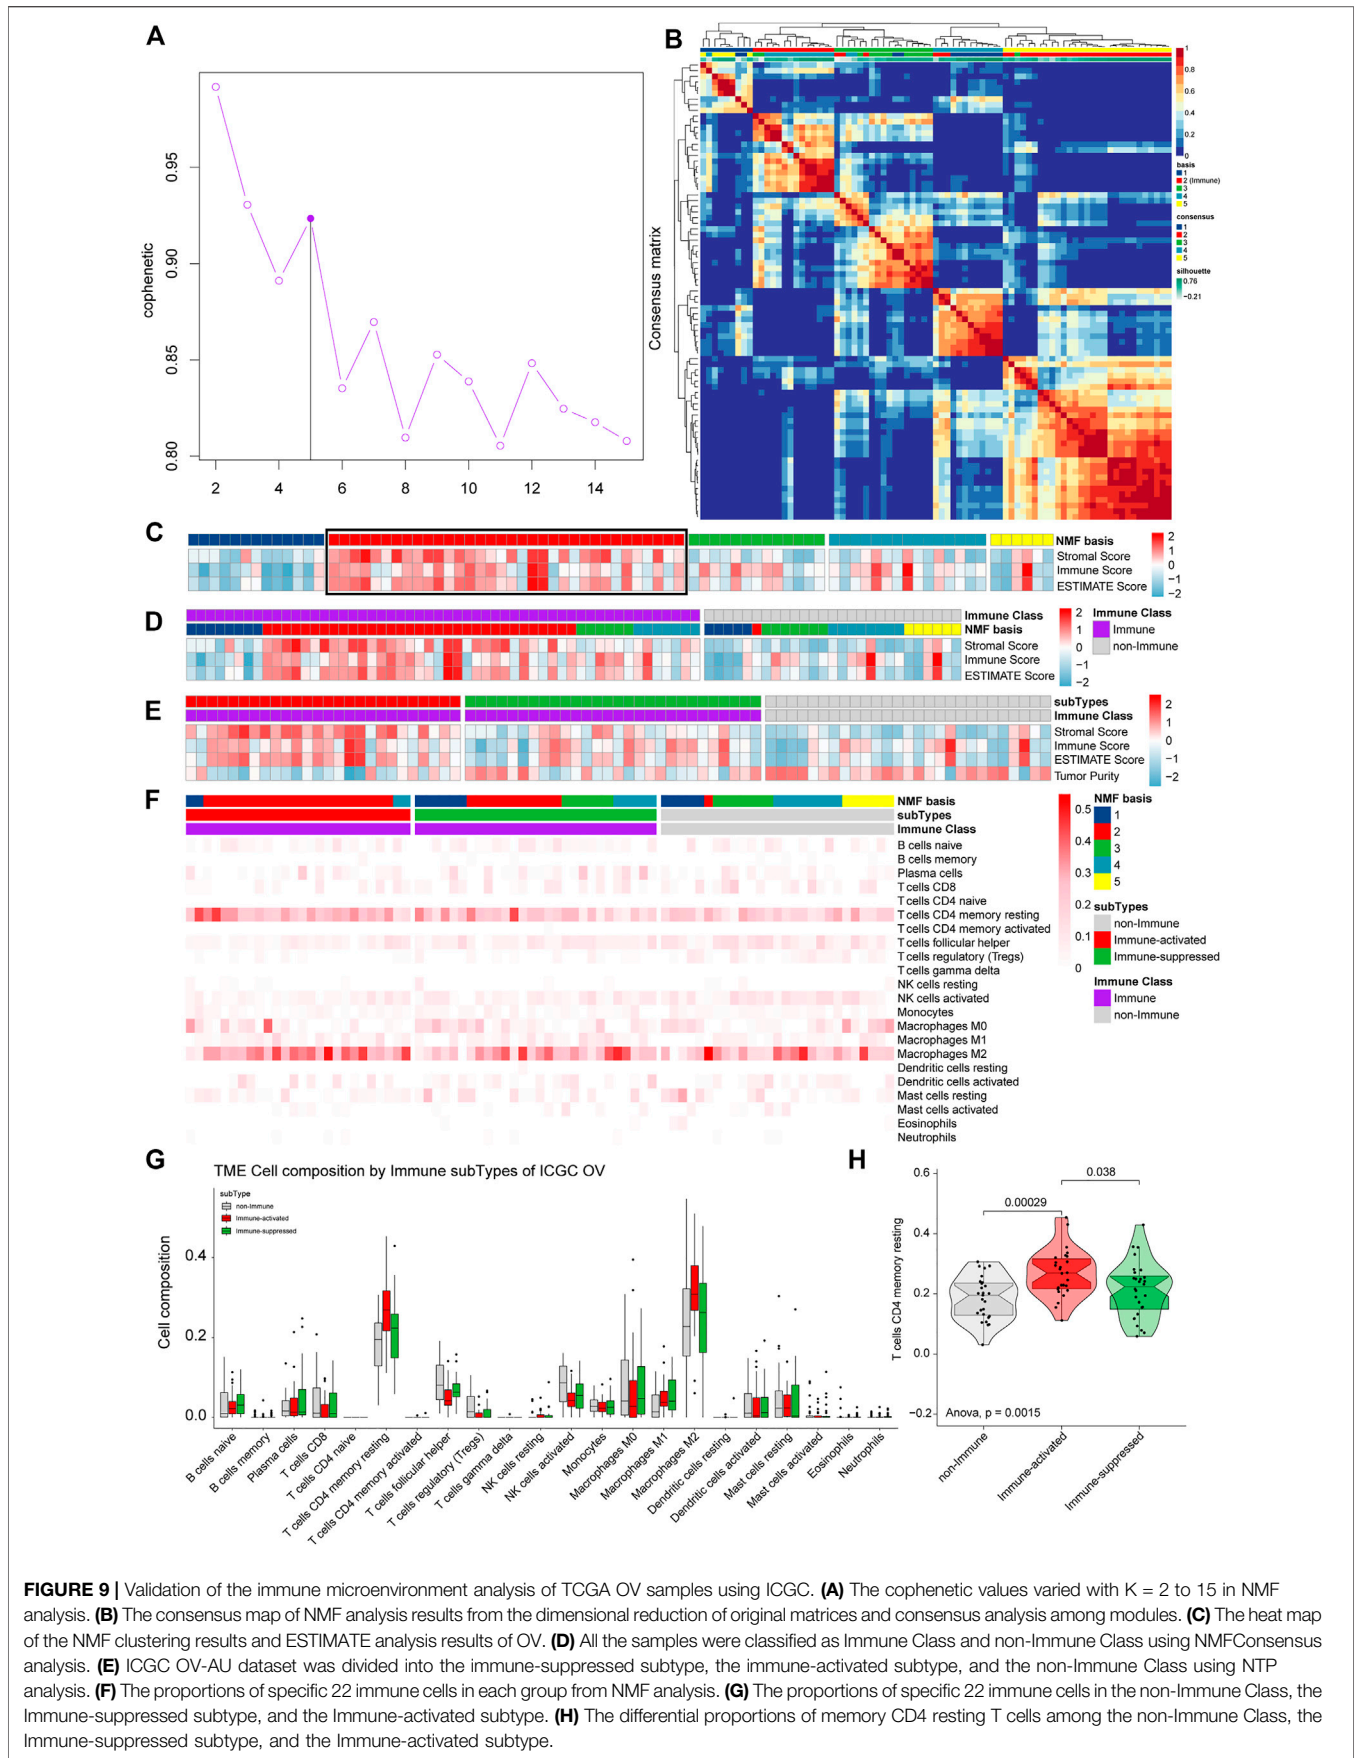 A
cophenetic
0.95
0.90
0.85
0.80
2
4
6
8
10
12
14
B
Consensus matrix
1
0.8
0.6
0.4
0.2
0
basis
1
2 (Immune)
3
4
5
consensus
1
2
3
4
5
silhouette
0.76
−0.21
C
NMF basis
Stromal Score
Immune Score
ESTIMATE Score
2
1
0
−1
−2
D
Immune Class
NMF basis
Stromal Score
Immune Score
ESTIMATE Score
2
1
0
−1
−2
Immune Class
Immune
non-Immune
E
subTypes
Immune Class
Stromal Score
Immune Score
ESTIMATE Score
Tumor Purity
2
1
0
−1
−2
F
NMF basis
subTypes
Immune Class
B cells naive
B cells memory
Plasma cells
T cells CD8
T cells CD4 naive
T cells CD4 memory resting
T cells CD4 memory activated
T cells follicular helper
T cells regulatory (Tregs)
T cells gamma delta
NK cells resting
NK cells activated
Monocytes
Macrophages M0
Macrophages M1
Macrophages M2
Dendritic cells resting
Dendritic cells activated
Mast cells resting
Mast cells activated
Eosinophils
Neutrophils
0.5
0.4
0.3
0.2
0.1
0
NMF basis
1
2
3
4
5
subTypes
non-Immune
Immune-activated
Immune-suppressed
Immune Class
Immune
non-Immune
G
TME Cell composition by Immune subTypes of ICGC OV
subType
non-Immune
Immune-activated
Immune-suppressed
Cell composition
0.4
0.2
0.0
B cells naive
B cells memory
Plasma cells
T cells CD8
T cells CD4 naive
T cells CD4 memory resting
T cells CD4 memory activated
T cells follicular helper
T cells regulatory (Tregs)
T cells gamma delta
NK cells resting
NK cells activated
Monocytes
Macrophages M0
Macrophages M1
Macrophages M2
Dendritic cells resting
Dendritic cells activated
Mast cells resting
Mast cells activated
Eosinophils
Neutrophils
H
T cells CD4 memory resting
0.6
0.4
0.2
0.0
−0.2
0.038
0.00029
Anova, p = 0.0015
non-Immune
Immune-activated
Immune-suppressed
FIGURE 9 | Validation of the immune microenvironment analysis of TCGA OV samples using ICGC. (A) The cophenetic values varied with K = 2 to 15 in NMF
analysis. (B) The consensus map of NMF analysis results from the dimensional reduction of original matrices and consensus analysis among modules. (C) The heat map
of the NMF clustering results and ESTIMATE analysis results of OV. (D) All the samples were classified as Immune Class and non-Immune Class using NMFConsensus
analysis. (E) ICGC OV-AU dataset was divided into the immune-suppressed subtype, the immune-activated subtype, and the non-Immune Class using NTP
analysis. (F) The proportions of specific 22 immune cells in each group from NMF analysis. (G) The proportions of specific 22 immune cells in the non-Immune Class, the
Immune-suppressed subtype, and the Immune-activated subtype. (H) The differential proportions of memory CD4 resting T cells among the non-Immune Class, the
Immune-suppressed subtype, and the Immune-activated subtype.